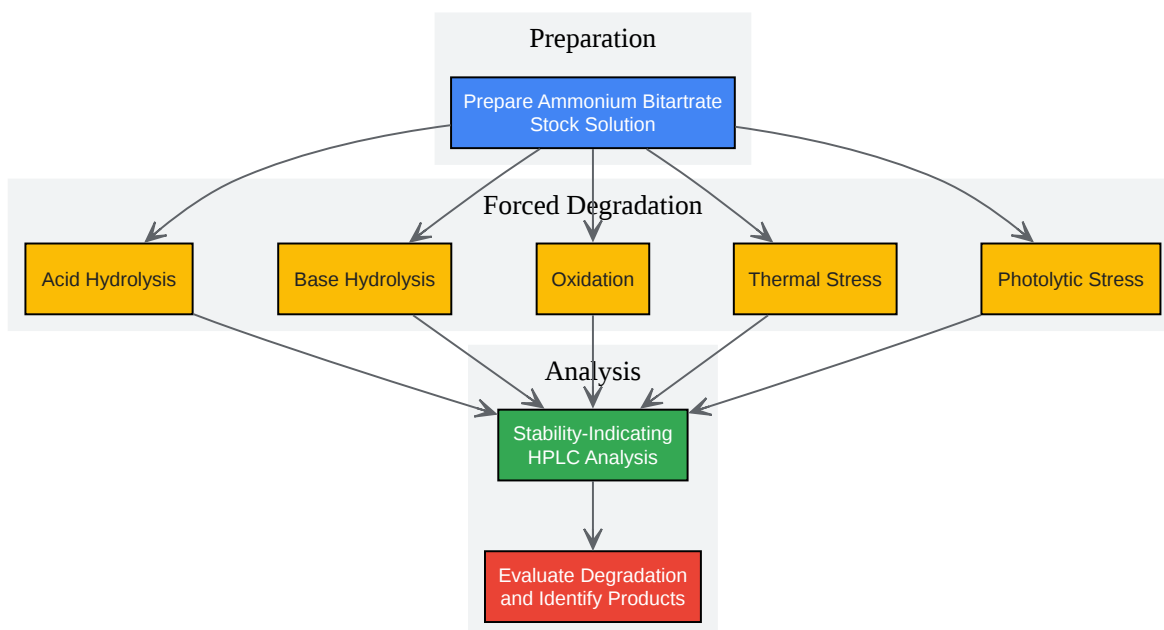 Preparation
Prepare Ammonium Bitartrate
Stock Solution
Forced Degradation
Acid Hydrolysis
Base Hydrolysis
Oxidation
Thermal Stress
Photolytic Stress
Analysis
Stability-Indicating
HPLC Analysis
Evaluate Degradation
and Identify Products